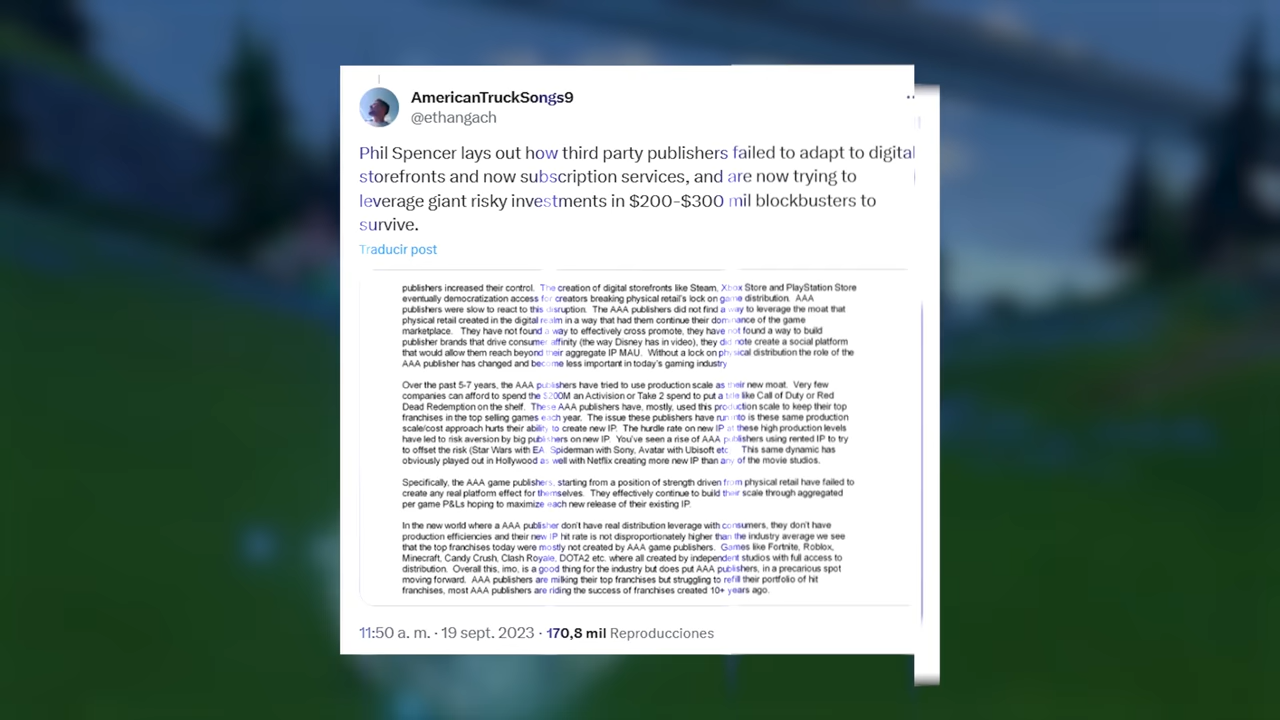 AmericanTruckSongs9
@ethangach
Phil Spencer lays out how third party publishers failed to adapt to digital
storefronts and now subscription services, and are now trying to
leverage giant risky investments in $200-$300 mil blockbusters to
survive.
Traducir post
publishers increased their control. The creation of digital storefronts like Steam, Xbox Store and PlayStation Store
eventually democratization access for creators breaking physical retail's lock on game distribution. AAA
publishers were slow to react to this disruption. The AAA publishers did not find a way to leverage the moat that
physical retail created in the digital realm in a way that had them continue their dominance of the game
marketplace. They have not found a way to effectively cross promote, they have not found a way to build
publisher brands that drive consumer affinity (the way Disney has in video), they did note create a social platform
that would allow them reach beyond their aggregate IP MAU. Without a lock on physical distribution the role of the
AAA publisher has changed and become less important in today's gaming industry
Over the past 5-7 years, the AAA publishers have tried to use production scale as their new moat. Very few
companies can afford to spend the $200M an Activision or Take 2 spend to put a title like Call of Duty or Red
Dead Redemption on the shelf. These AAA publishers have, mostly, used this production scale to keep their top
franchises in the top selling games each year. The issue these publishers have run into is these same production
scale/cost approach hurts their ability to create new IP. The hurdle rate on new IP at these high production levels
have led to risk aversion by big publishers on new IP. You've seen a rise of AAA publishers using rented IP to try
to offset the risk (Star Wars with EA, Spiderman with Sony, Avatar with Ubisoft etc. This same dynamic has
obviously played out in Hollywood as well with Netflix creating more new IP than any of the movie studios.
Specifically, the AAA game publishers, starting from a position of strength driven from physical retail have failed to
create any real platform effect for themselves. They effectively continue to build their scale through aggregated
per game P&Ls hoping to maximize each new release of their existing IP.
In the new world where a AAA publisher don't have real distribution leverage with consumers, they don't have
production efficiencies and their new IP hit rate is not disproportionately higher than the industry average we see
that the top franchises today were mostly not created by AAA game publishers. Games like Fortnite, Roblox,
Minecraft, Candy Crush, Clash Royale, DOTA2 etc. where all created by independent studios with full access to
distribution. Overall this, imo, is a good thing for the industry but does put AAA publishers, in a precarious spot
moving forward. AAA publishers are milking their top franchises but struggling to refill their portfolio of hit
franchises, most AAA publishers are riding the success of franchises created 10+ years ago.
11:50 a. m. · 19 sept. 2023 · 170,8 mil Reproducciones